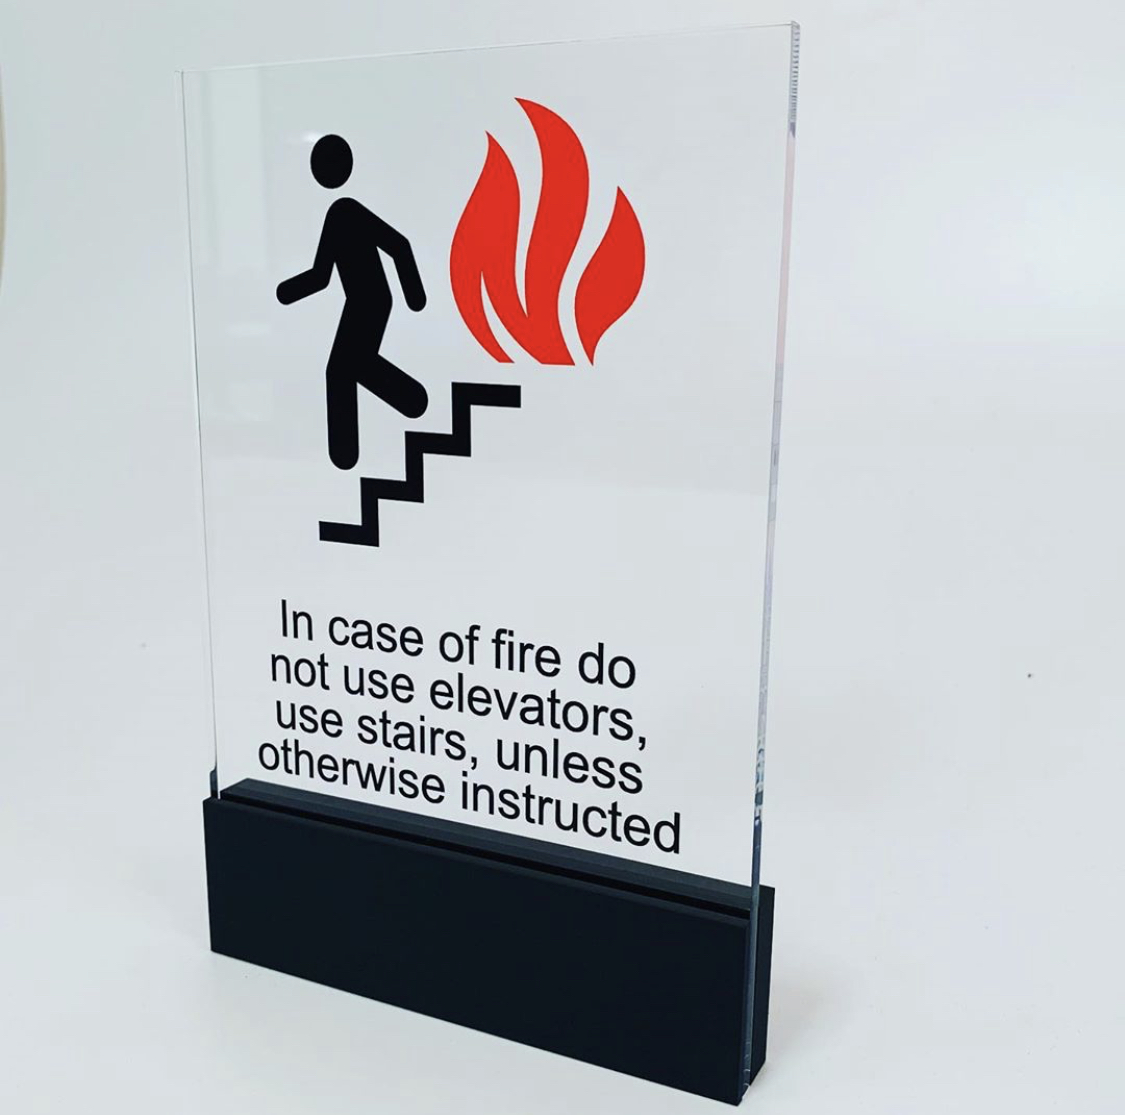 In case of fire do
not use elevators,
use stairs, unless
otherwise instructed